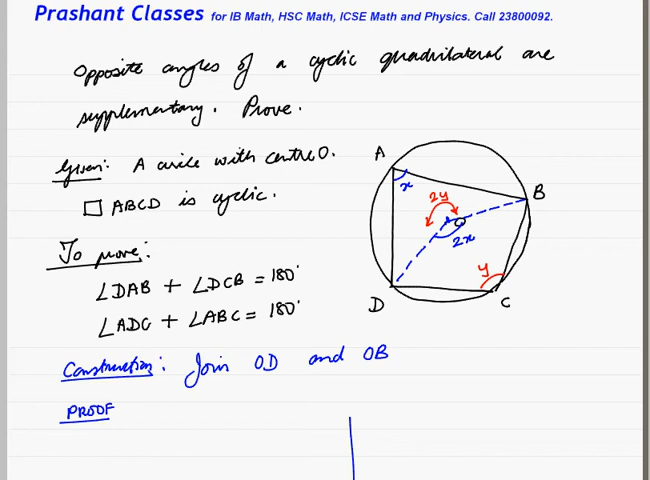 Prashant Classes for IB Math, HSC Math, ICSE Math and Physics. Call 23800092.
Opposite angles of a cyclic quadrilateral are
supplementary. Prove.
Given: A circle with centre O.
□ ABCD is cyclic.
To prove:
∠DAB + ∠DCB = 180°
∠ADC + ∠ABC = 180°
Construction: Join OD and OB
PROOF
A
x
B
2y
O
2x
y
D
C